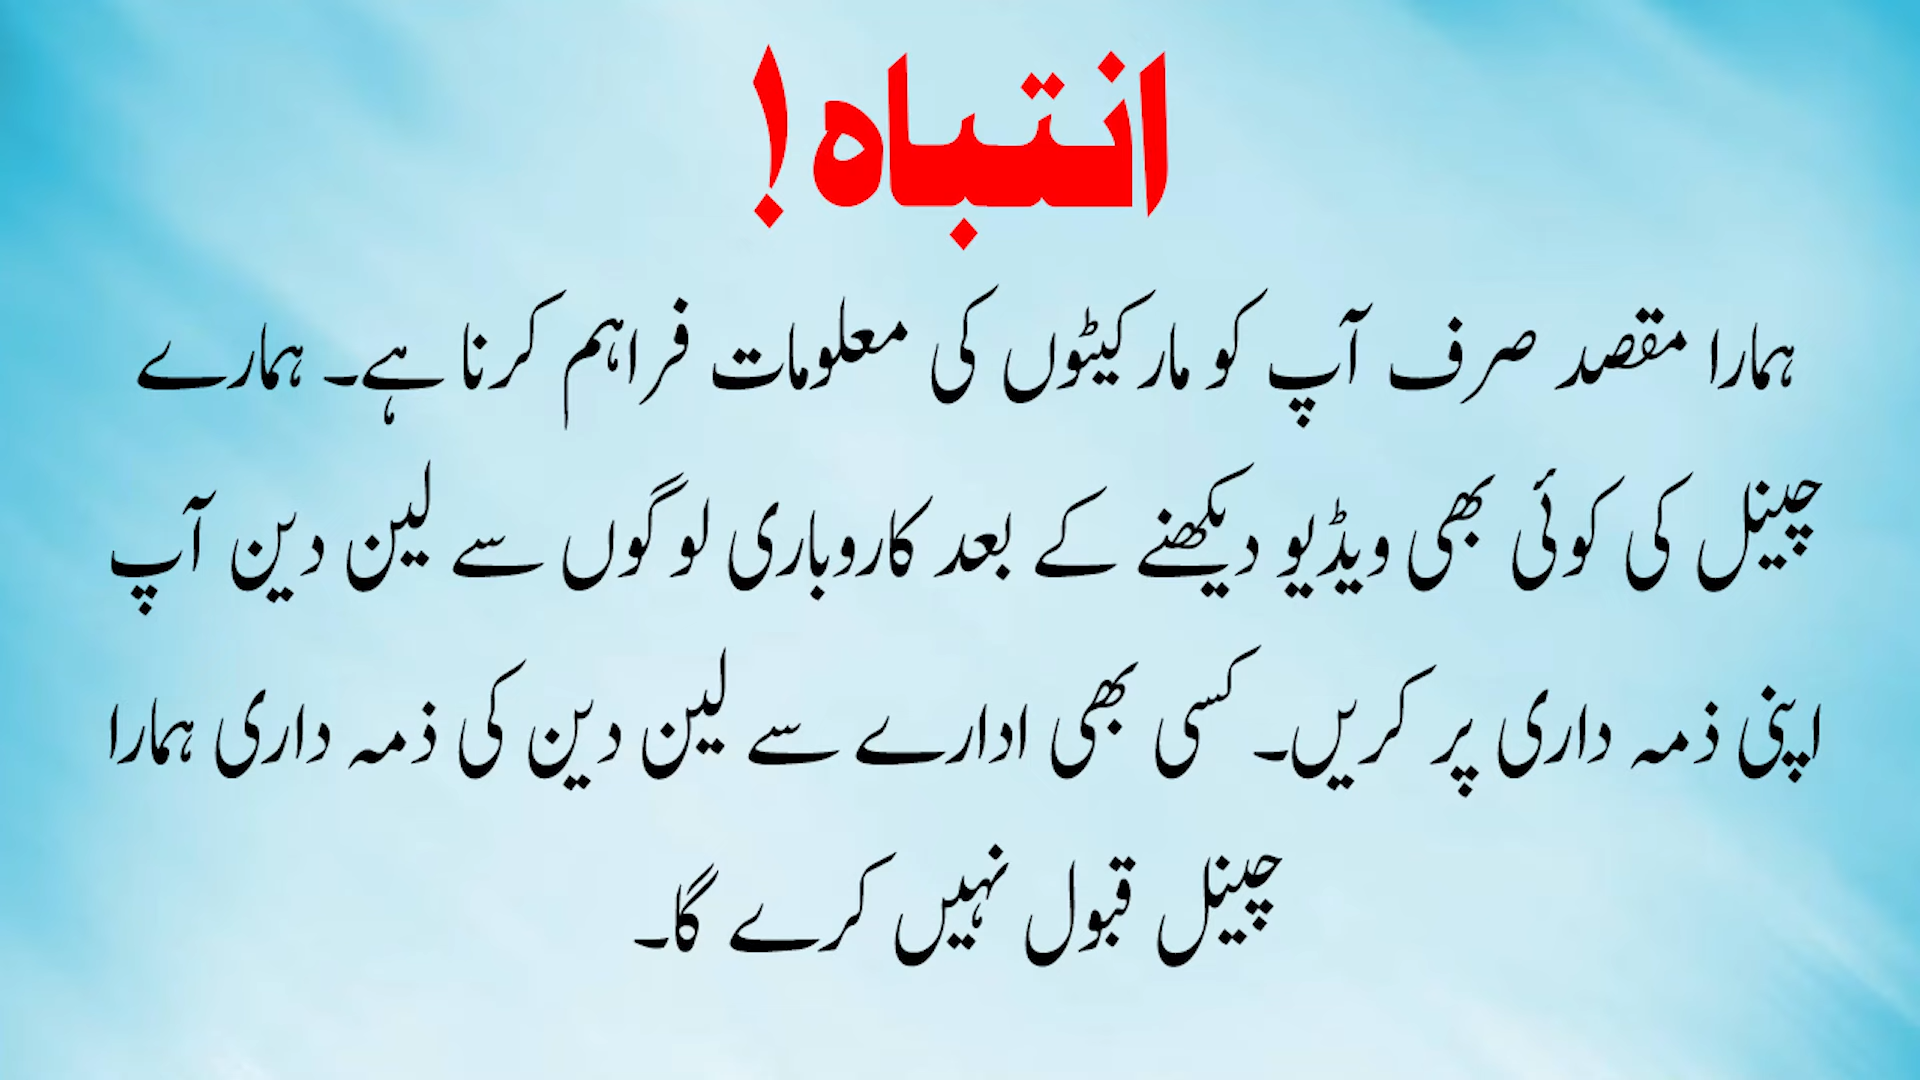 انتباہ!
ہمارا مقصد صرف آپ کو مارکیٹوں کی معلومات فراہم کرنا ہے۔ ہمارے
چینل کی کوئی بھی ویڈیو دیکھنے کے بعد کاروباری لوگوں سے لین دین آپ
اپنی ذمہ داری پر کریں۔ کسی بھی ادارے سے لین دین کی ذمہ داری ہمارا
چینل قبول نہیں کرے گا۔